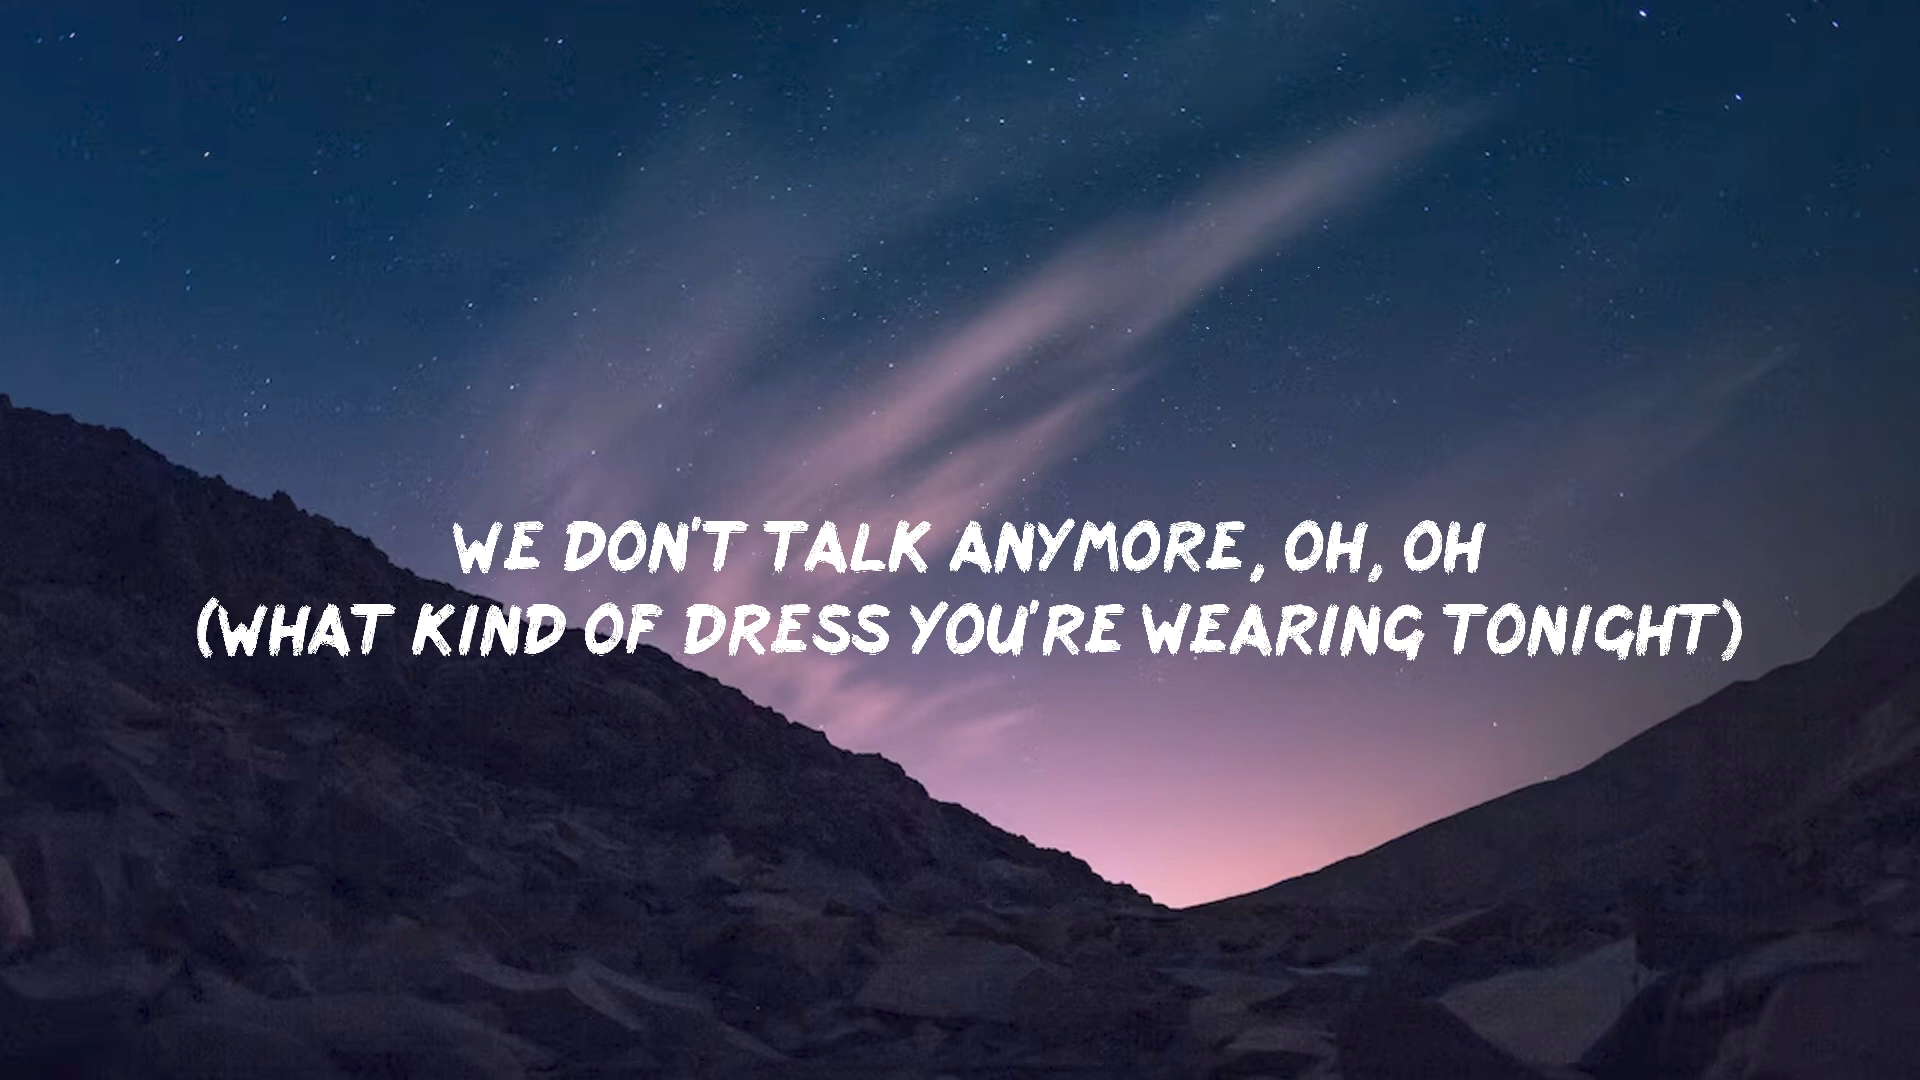 WE DON'T TALK ANYMORE, OH, OH
(WHAT KIND OF DRESS YOU'RE WEARING TONIGHT)